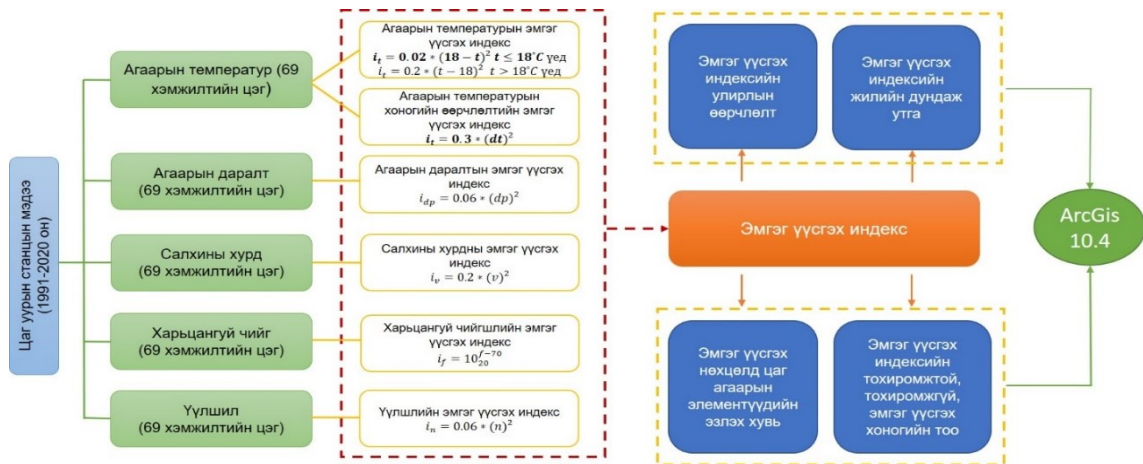 Цаг уурын станцын мэдээ
(1991-2020 он)
Агаарын температур (69
хэмжилтийн цэг)
Агаарын даралт
(69 хэмжилтийн цэг)
Салхины хурд
(69 хэмжилтийн цэг)
Харьцангуй чийг
(69 хэмжилтийн цэг)
Үүлшил
(69 хэмжилтийн цэг)
Агаарын температурын эмгэг
үүсгэх индекс
i_t = 0.02 * (18 − t)^2 t ≤ 18°C үед
i_t = 0.2 * (t − 18)^2 t > 18°C үед
Агаарын температурын
хоногийн өөрчлөлтийн эмгэг
үүсгэх индекс
i_t = 0.3 * (dt)^2
Агаарын даралтын эмгэг үүсгэх
индекс
i_dp = 0.06 * (dp)^2
Салхины хурдны эмгэг үүсгэх
индекс
i_v = 0.2 * (v)^2
Харьцангуй чийгшлийн эмгэг
үүсгэх индекс
i_f = 10_20^f−70
Үүлшлийн эмгэг үүсгэх индекс
i_n = 0.06 * (n)^2
Эмгэг үүсгэх
индексийн
улирлын
өөрчлөлт
Эмгэг үүсгэх
индексийн
жилийн дундаж
утга
Эмгэг үүсгэх индекс
Эмгэг үүсгэх
нөхцөлд цаг
агаарын
элементүүдийн
эзлэх хувь
Эмгэг үүсгэх
индексийн
тохиромжтой,
тохиромжгүй,
эмгэг үүсгэх
хоногийн тоо
ArcGis
10.4